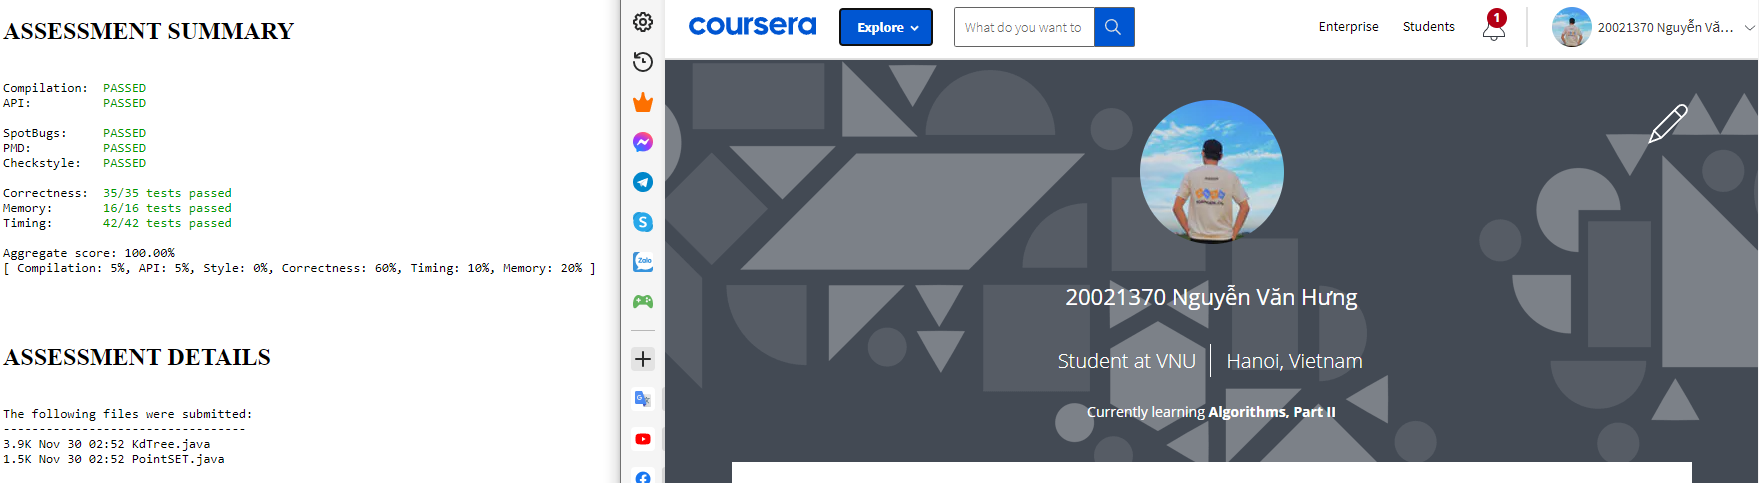 ASSESSMENT SUMMARY
Compilation: PASSED
API: PASSED
SpotBugs: PASSED
PMD: PASSED
Checkstyle: PASSED
Correctness: 35/35 tests passed
Memory: 16/16 tests passed
Timing: 42/42 tests passed
Aggregate score: 100.00%
[ Compilation: 5%, API: 5%, Style: 0%, Correctness: 60%, Timing: 10%, Memory: 20% ]
ASSESSMENT DETAILS
The following files were submitted:
----------------------------------
3.9K Nov 30 02:52 KdTree.java
1.5K Nov 30 02:52 PointSET.java
Zalo
coursera
Explore
What do you want to
Enterprise
Students
1
20021370 Nguyễn Vă...
20021370 Nguyễn Văn Hưng
Student at VNU
Hanoi, Vietnam
Currently learning Algorithms, Part II